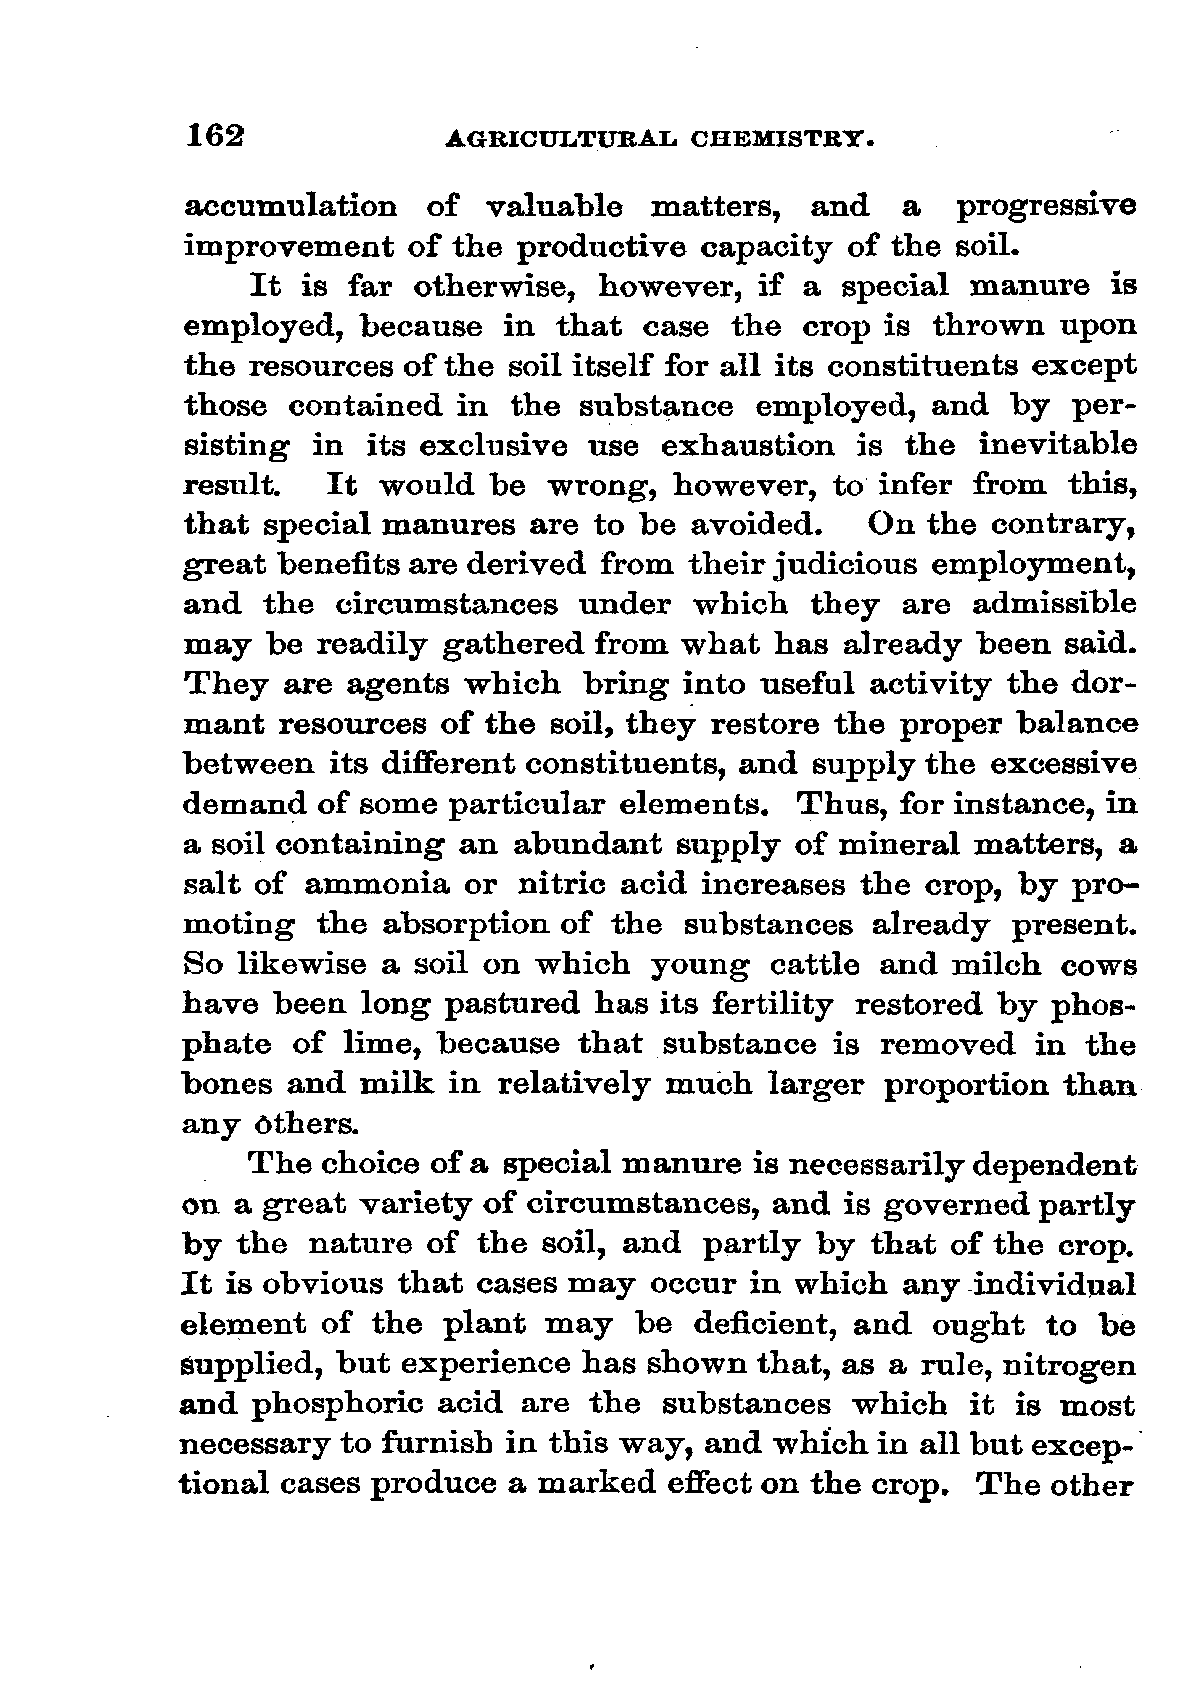 162 AGRICULTURAL CHEMISTRY.
accumulation of valuable matters, and a progressive
improvement of the productive capacity of the soil.
It is far otherwise, however, if a special manure is
employed, because in that case the crop is thrown upon
the resources of the soil itself for all its constituents except
those contained in the substance employed, and by per-
sisting in its exclusive use exhaustion is the inevitable
result. It would be wrong, however, to infer from this,
that special manures are to be avoided. On the contrary,
great benefits are derived from their judicious employment,
and the circumstances under which they are admissible
may be readily gathered from what has already been said.
They are agents which bring into useful activity the dor-
mant resources of the soil, they restore the proper balance
between its different constituents, and supply the excessive
demand of some particular elements. Thus, for instance, in
a soil containing an abundant supply of mineral matters, a
salt of ammonia or nitric acid increases the crop, by pro-
moting the absorption of the substances already present.
So likewise a soil on which young cattle and milch cows
have been long pastured has its fertility restored by phos-
phate of lime, because that substance is removed in the
bones and milk in relatively much larger proportion than
any others.
The choice of a special manure is necessarily dependent
on a great variety of circumstances, and is governed partly
by the nature of the soil, and partly by that of the crop.
It is obvious that cases may occur in which any individual
element of the plant may be deficient, and ought to be
supplied, but experience has shown that, as a rule, nitrogen
and phosphoric acid are the substances which it is most
necessary to furnish in this way, and which in all but excep-
tional cases produce a marked effect on the crop. The other